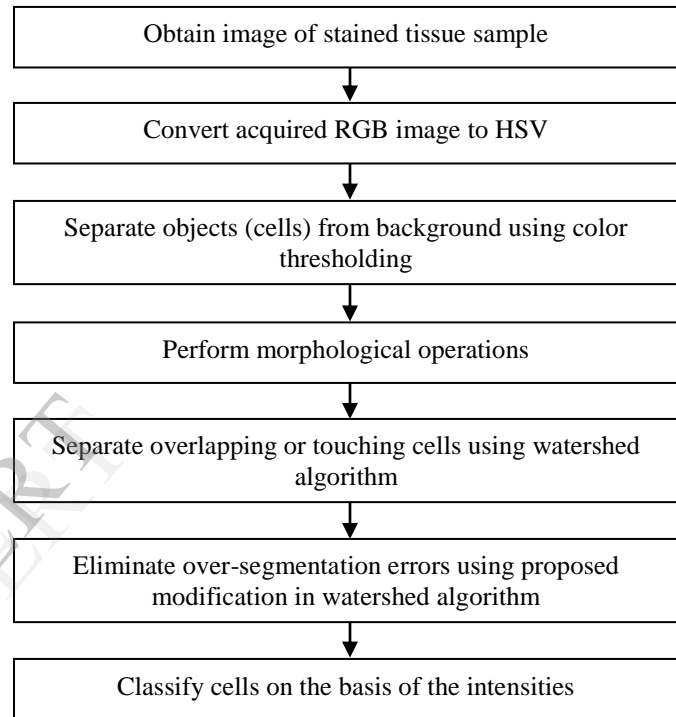 Obtain image of stained tissue sample
Convert acquired RGB image to HSV
Separate objects (cells) from background using color
thresholding
Perform morphological operations
Separate overlapping or touching cells using watershed
algorithm
Eliminate over-segmentation errors using proposed
modification in watershed algorithm
Classify cells on the basis of the intensities
ERT